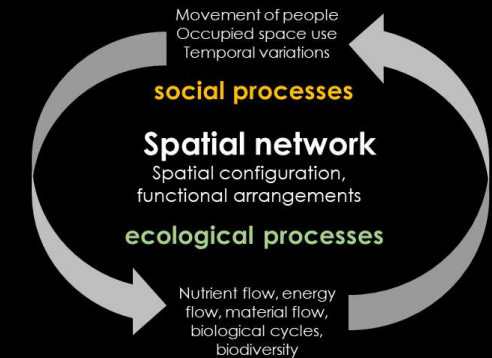 Movement of people
Occupied space use
Temporal variations
social processes
Spatial network
Spatial configuration,
functional arrangements
ecological processes
Nutrient flow, energy
flow, material flow,
biological cycles,
biodiversity